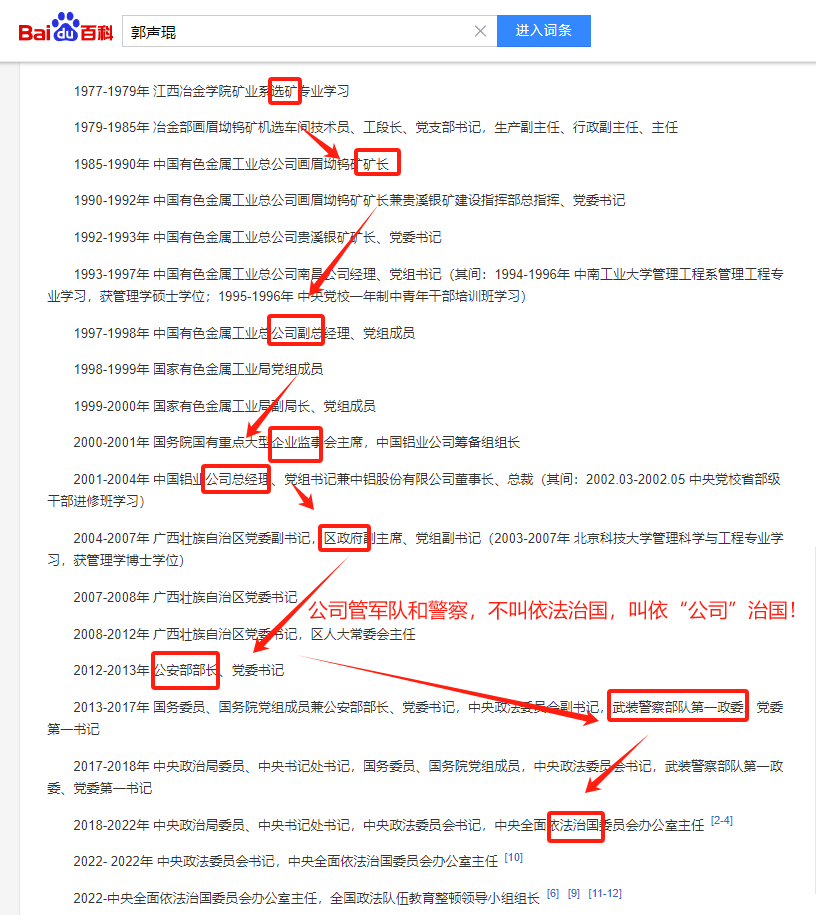 Bai du 百科 郭声琨 进入词条
1977-1979年 江西冶金学院矿业系选矿专业学习
1979-1985年 冶金部画眉坳钨矿机选车间技术员、工段长、党支部书记，生产副主任、行政副主任、主任
1985-1990年 中国有色金属工业总公司画眉坳钨矿矿长
1990-1992年 中国有色金属工业总公司画眉坳钨矿矿长兼贵溪银矿建设指挥部总指挥、党委书记
1992-1993年 中国有色金属工业总公司贵溪银矿矿长、党委书记
1993-1997年 中国有色金属工业总公司南昌公司经理、党组书记（其间：1994-1996年 中南工业大学管理工程系管理工程专
业学习，获管理学硕士学位；1995-1996年 中央党校一年制中青年干部培训班学习）
1997-1998年 中国有色金属工业总公司副总经理、党组成员
1998-1999年 国家有色金属工业局党组成员
1999-2000年 国家有色金属工业局副局长、党组成员
2000-2001年 国务院国有重点大型企业监事会主席，中国铝业公司筹备组组长
2001-2004年 中国铝业公司总经理、党组书记兼中铝股份有限公司董事长、总裁（其间：2002.03-2002.05 中央党校省部级
干部进修班学习）
2004-2007年 广西壮族自治区党委副书记，区政府副主席、党组副书记（2003-2007年 北京科技大学管理科学与工程专业学
习，获管理学博士学位）
2007-2008年 广西壮族自治区党委书记
公司管军队和警察，不叫依法治国，叫依“公司”治国！
2008-2012年 广西壮族自治区党委书记，区人大常委会主任
2012-2013年 公安部部长、党委书记
2013-2017年 国务委员、国务院党组成员兼公安部部长、党委书记，中央政法委员会副书记，武装警察部队第一政委、党委
第一书记
2017-2018年 中央政治局委员、中央书记处书记，国务委员、国务院党组成员，中央政法委员会书记，武装警察部队第一政
委、党委第一书记
2018-2022年 中央政治局委员、中央书记处书记，中央政法委员会书记，中央全面依法治国委员会办公室主任 [2-4]
2022- 2022年 中央政法委员会书记，中央全面依法治国委员会办公室主任 [10]
2022-中央全面依法治国委员会办公室主任，全国政法队伍教育整顿领导小组组长 [6] [9] [11-12]